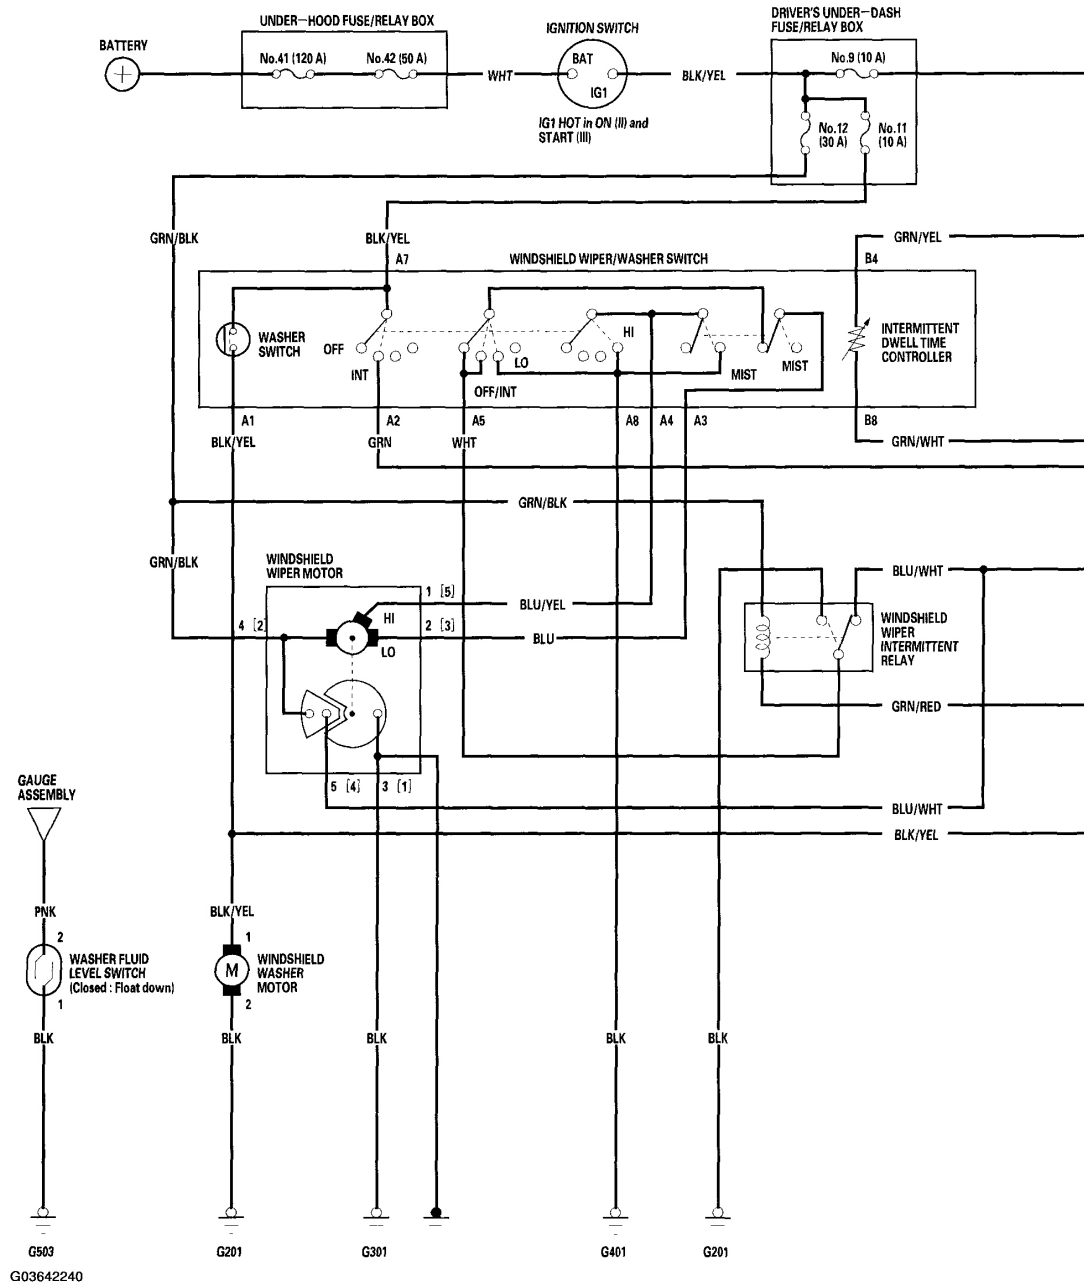 UNDER-HOOD FUSE/RELAY BOX
DRIVER'S UNDER-DASH
FUSE/RELAY BOX
IGNITION SWITCH
BATTERY
No.41 (120 A)
No.42 (50 A)
BAT
No.9 (10 A)
WHT
BLK/YEL
IG1
IG1 HOT in ON (II) and
START (III)
No.12
(30 A)
No.11
(10 A)
GRN/BLK
BLK/YEL
GRN/YEL
A7
WINDSHIELD WIPER/WASHER SWITCH
B4
WASHER
SWITCH
OFF
INT
LO
OFF/INT
HI
MIST
MIST
INTERMITTENT
DWELL TIME
CONTROLLER
A1
A2
A5
A8
A4
A3
B8
BLK/YEL
GRN
WHT
GRN/WHT
GRN/BLK
GRN/BLK
WINDSHIELD
WIPER MOTOR
BLU/WHT
1 [5]
BLU/YEL
HI
4 [2]
2 [3]
BLU
LO
WINDSHIELD
WIPER
INTERMITTENT
RELAY
GRN/RED
GAUGE
ASSEMBLY
5 [4]
3 [1]
BLU/WHT
BLK/YEL
PNK
BLK/YEL
2
1
WASHER FLUID
LEVEL SWITCH
(Closed : Float down)
M
WINDSHIELD
WASHER
MOTOR
1
2
BLK
BLK
BLK
BLK
BLK
G503
G201
G301
G401
G201
G03642240